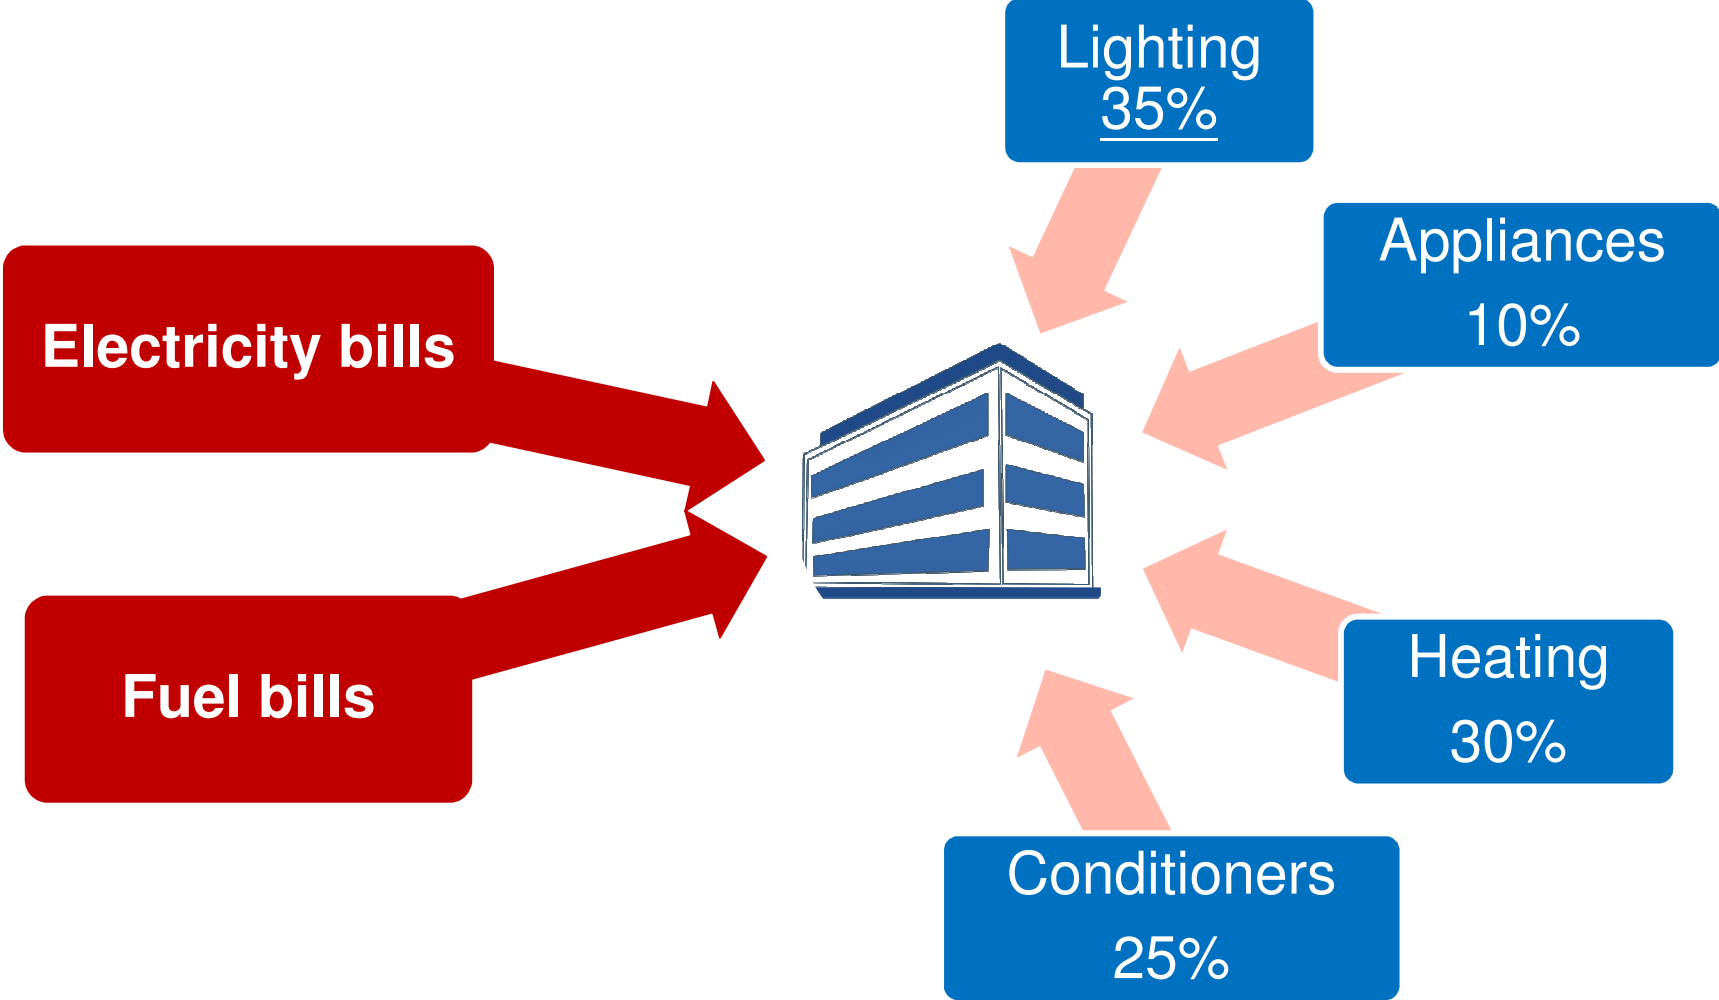 Lighting
35%
Appliances
10%
Electricity bills
Fuel bills
Heating
30%
Conditioners
25%